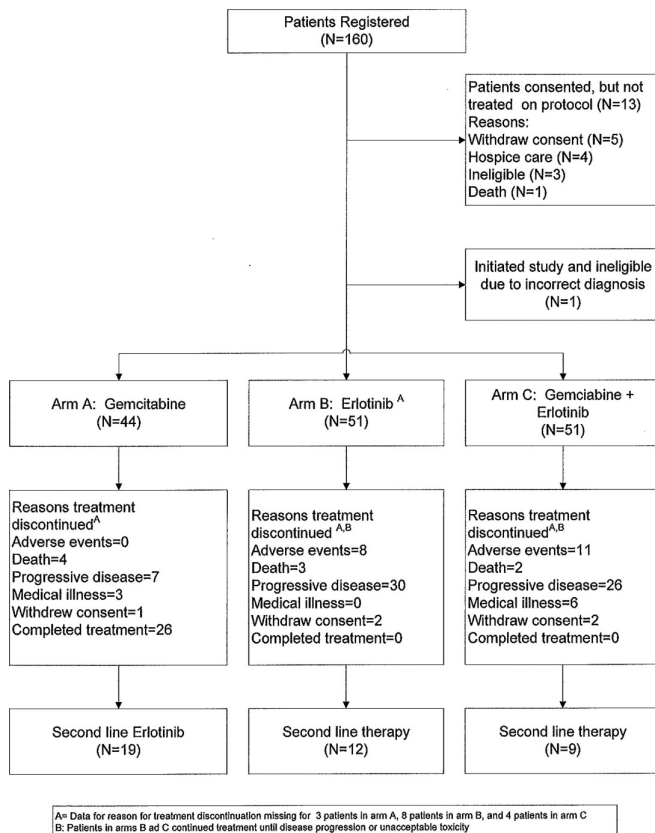 Patients Registered
(N=160)
Patients consented, but not
treated on protocol (N=13)
Reasons:
Withdraw consent (N=5)
Hospice care (N=4)
Ineligible (N=3)
Death (N=1)
Initiated study and ineligible
due to incorrect diagnosis
(N=1)
Arm A: Gemcitabine
(N=44)
Arm B: Erlotinib A
(N=51)
Arm C: Gemciabine +
Erlotinib
(N=51)
Reasons treatment
discontinuedA
Adverse events=0
Death=4
Progressive disease=7
Medical illness=3
Withdrew consent=1
Completed treatment=26
Reasons treatment
discontinued A,B
Adverse events=8
Death=3
Progressive disease=30
Medical illness=0
Withdraw consent=2
Completed treatment=0
Reasons treatment
discontinuedA,B
Adverse events=11
Death=2
Progressive disease=26
Medical illness=6
Withdraw consent=2
Completed treatment=0
Second line Erlotinib
(N=19)
Second line therapy
(N=12)
Second line therapy
(N=9)
A= Data for reason for treatment discontinuation missing for 3 patients in arm A, 8 patients in arm B, and 4 patients in arm C
B: Patients in arms B ad C continued treatment until disease progression or unacceptable toxicity